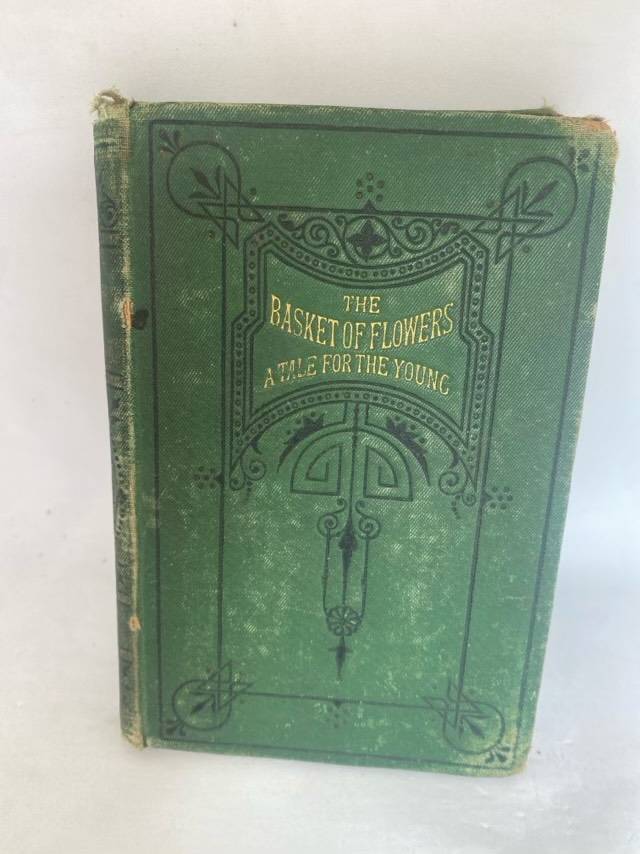 THE
BASKET OF FLOWERS
A TALE FOR THE YOUNG